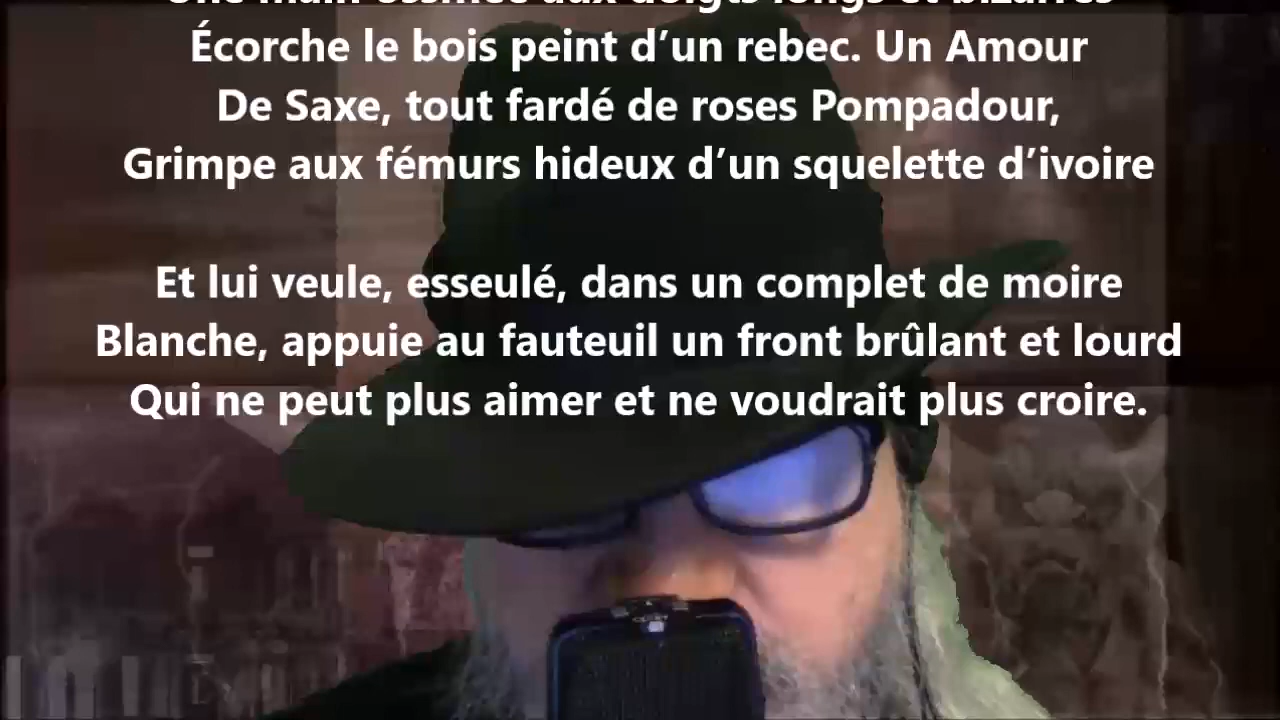 Écorche le bois peint d’un rebec. Un Amour
De Saxe, tout fardé de roses Pompadour,
Grimpe aux fémurs hideux d’un squelette d’ivoire
Et lui veule, esseulé, dans un complet de moire
Blanche, appuie au fauteuil un front brûlant et lourd
Qui ne peut plus aimer et ne voudrait plus croire.